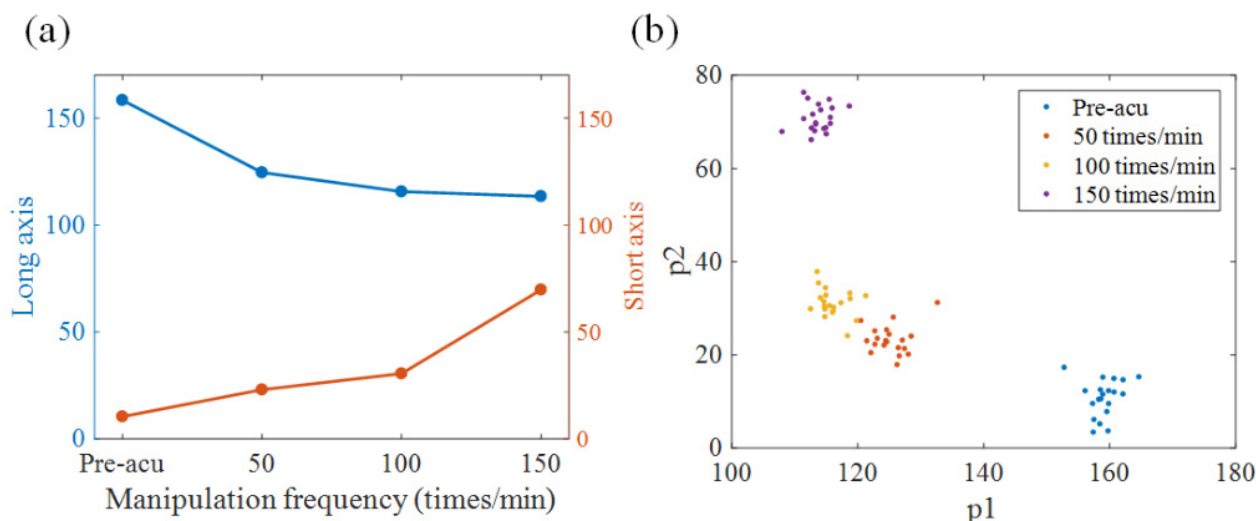 (a)
150
100
50
0
Long axis
150
100
50
0
Short axis
Pre-acu 50 100 150
Manipulation frequency (times/min)
(b)
80
60
40
20
0
p2
Pre-acu
50 times/min
100 times/min
150 times/min
100 120 140 160 180
p1